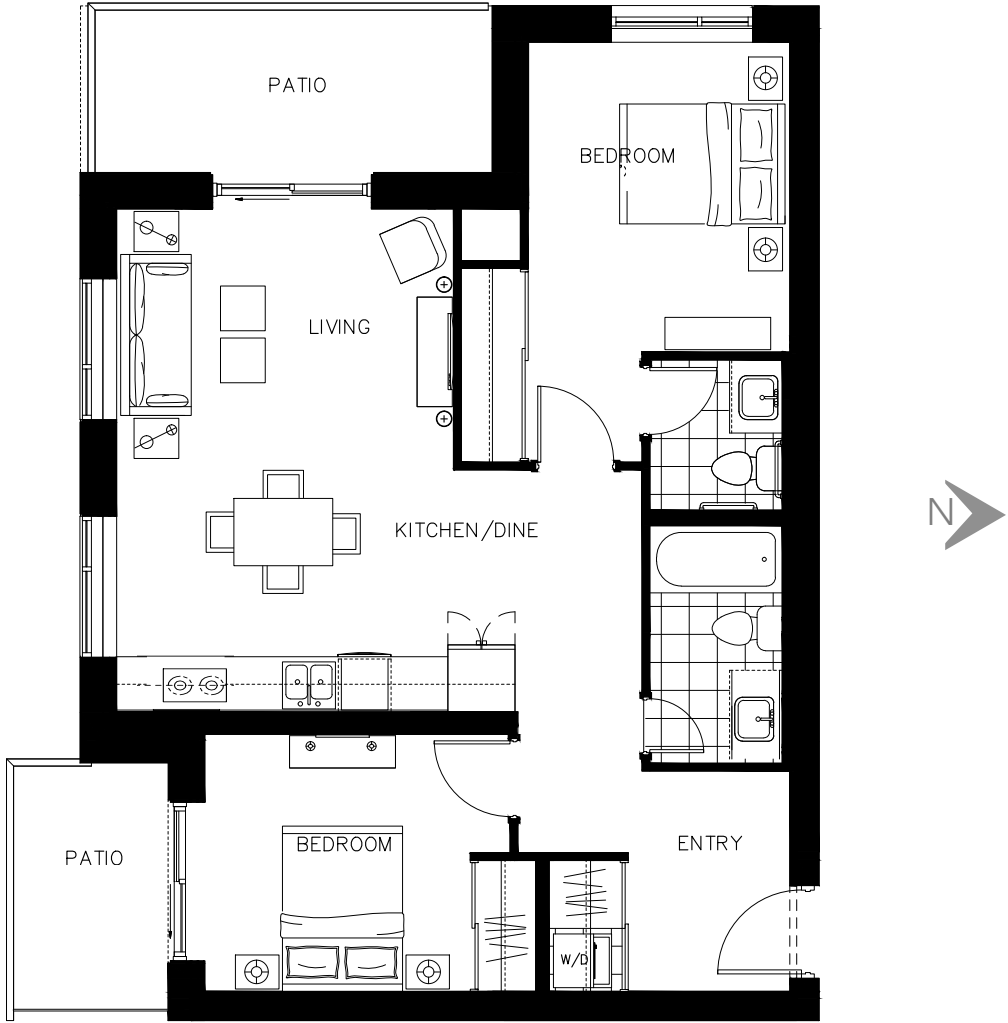 PATIO
BEDROOM
LIVING
N
KITCHEN/DINE
ENTRY
BEDROOM
PATIO
W/D